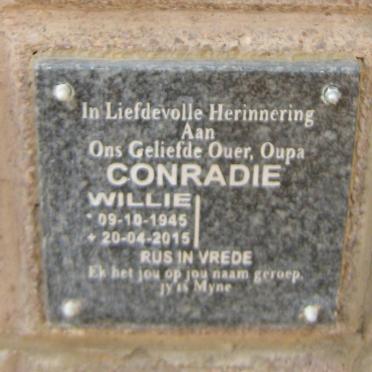 In Liefdevolle Herinnering
Aan
Ons Geliefde Ouer, Oupa
CONRADIE
WILLIE
* 09-10-1945
+ 20-04-2015
RUS IN VREDE
Ek het jou op jou naam geroep,
jy is Myne